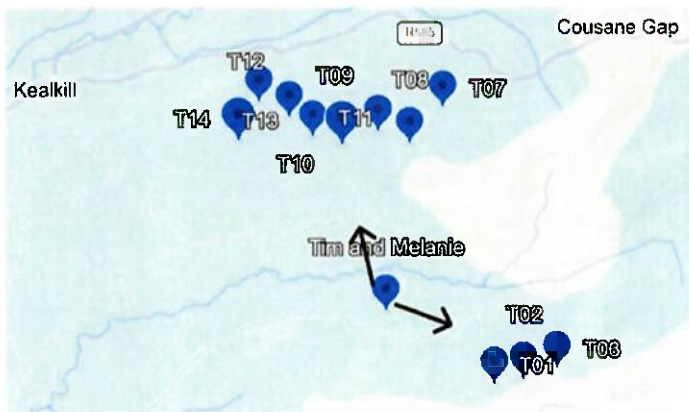 Cousane Gap
T12
T09
T08
T07
Kealkill
T14
T13
T11
T10
Tim and Melanie
T02
T03
T01